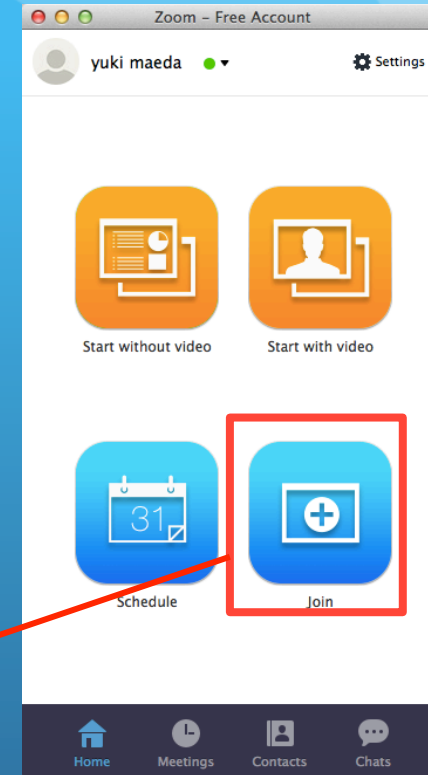 Zoom – Free Account
yuki maeda
Settings
Start without video
Start with video
31
Schedule
Join
Home
Meetings
Contacts
Chats